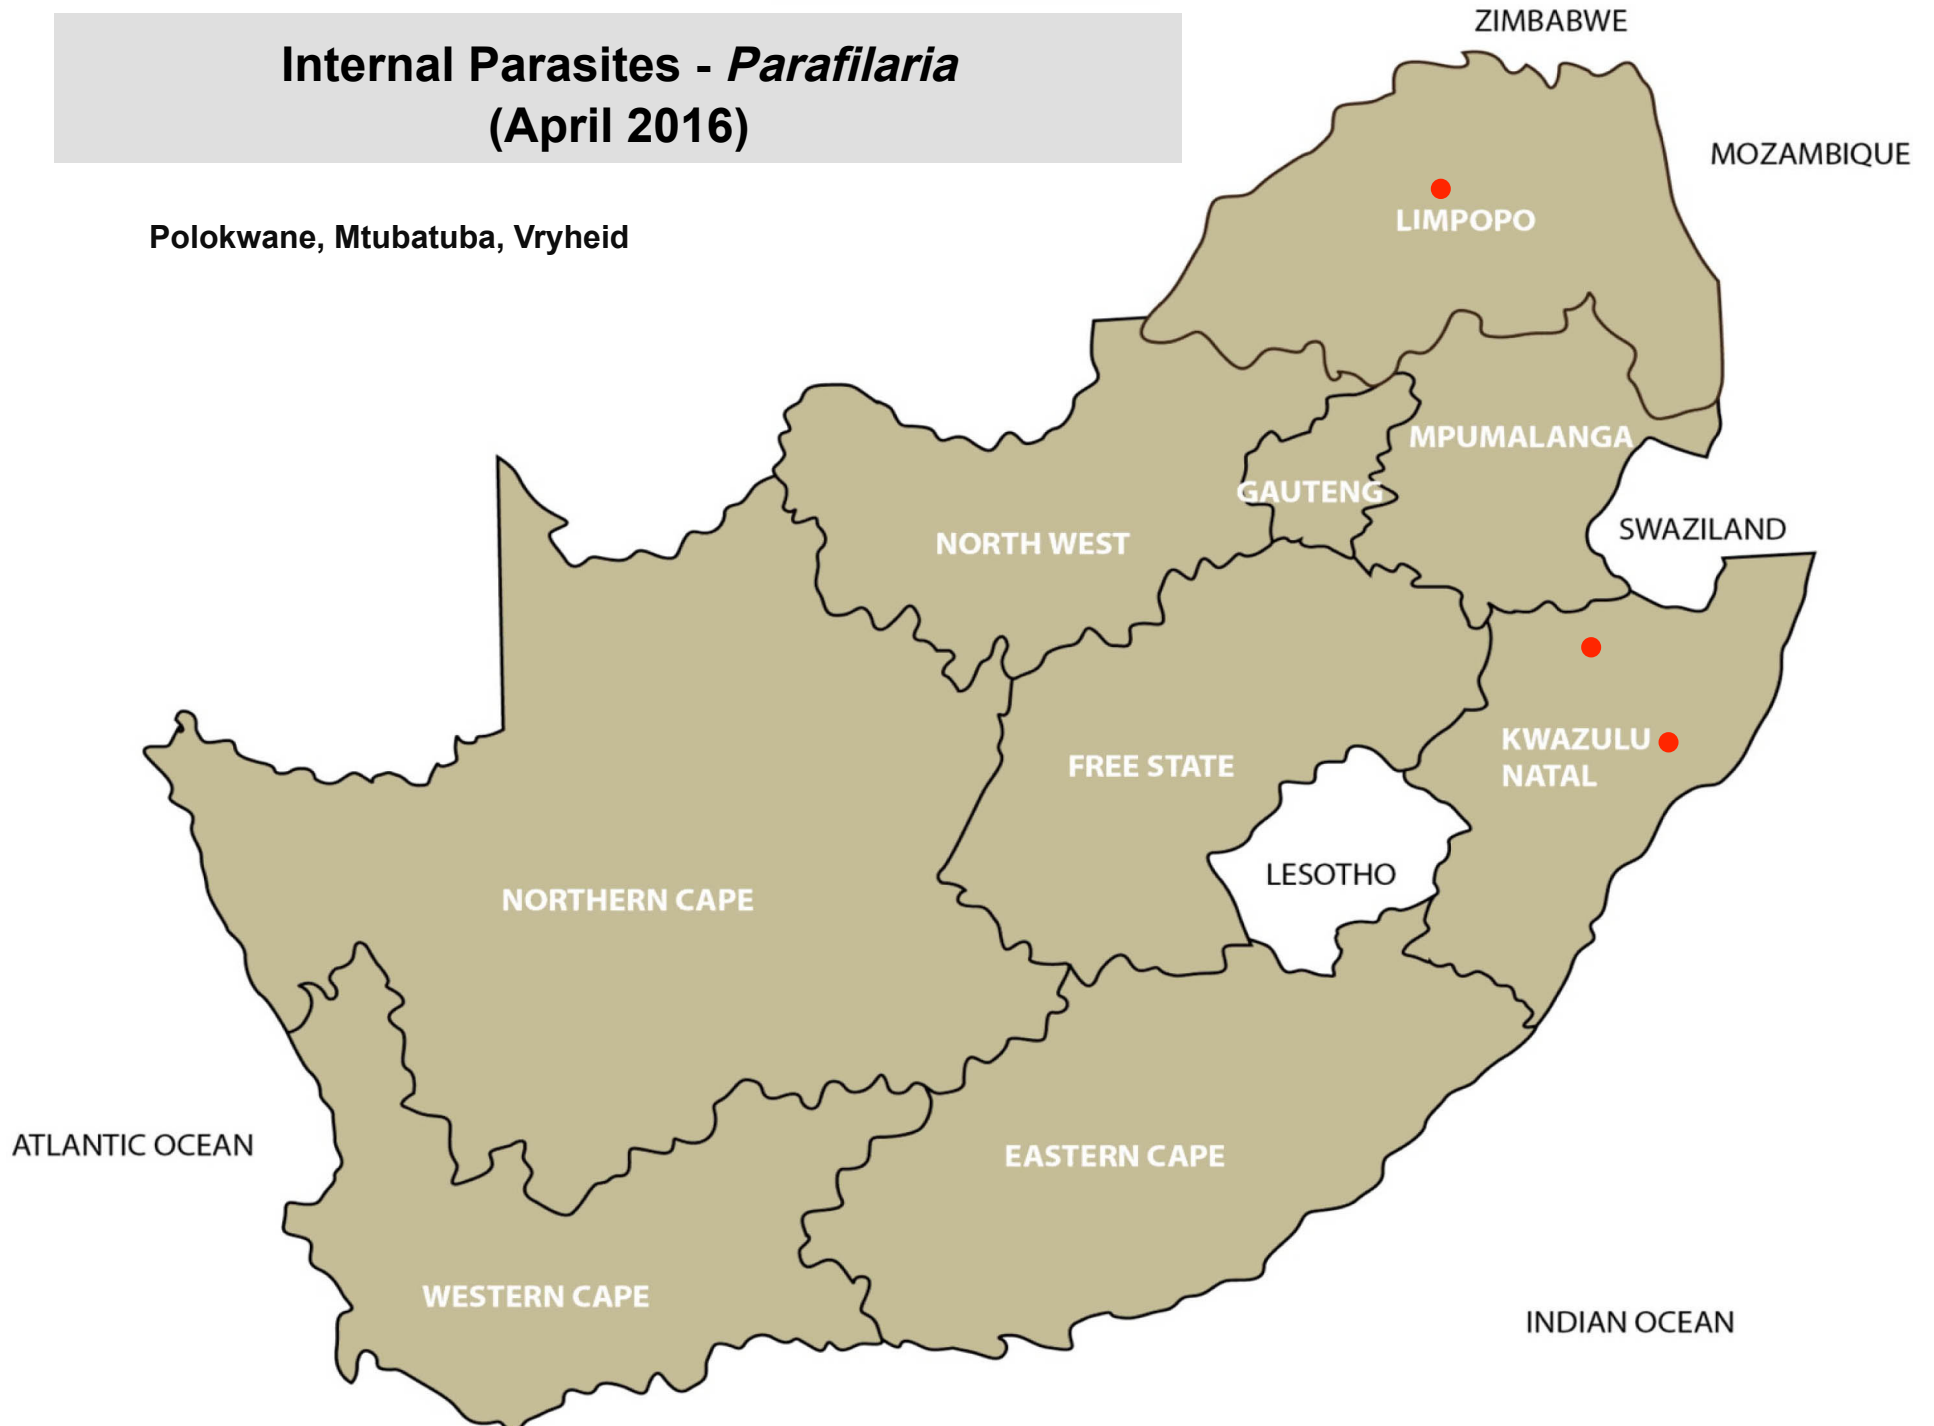 Internal Parasites - Parafilaria
(April 2016)
Polokwane, Mtubatuba, Vryheid
ZIMBABWE
MOZAMBIQUE
LIMPOPO
MPUMALANGA
GAUTENG
NORTH WEST
SWAZILAND
KWAZULU
NATAL
FREE STATE
LESOTHO
NORTHERN CAPE
ATLANTIC OCEAN
EASTERN CAPE
WESTERN CAPE
INDIAN OCEAN